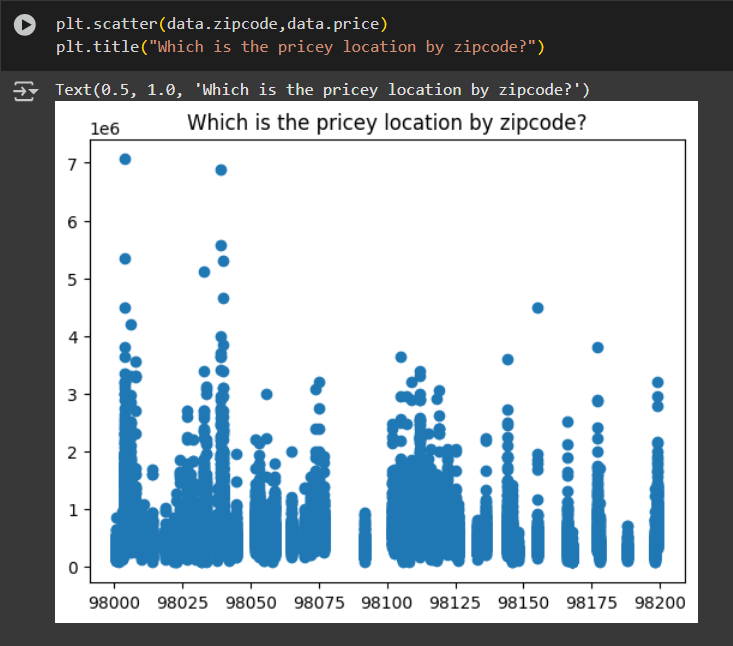 plt.scatter(data.zipcode,data.price)
plt.title("Which is the pricey location by zipcode?")
Text(0.5, 1.0, 'Which is the pricey location by zipcode?')
Which is the pricey location by zipcode?
1e6
7
6
5
4
3
2
1
0
98000 98025 98050 98075 98100 98125 98150 98175 98200